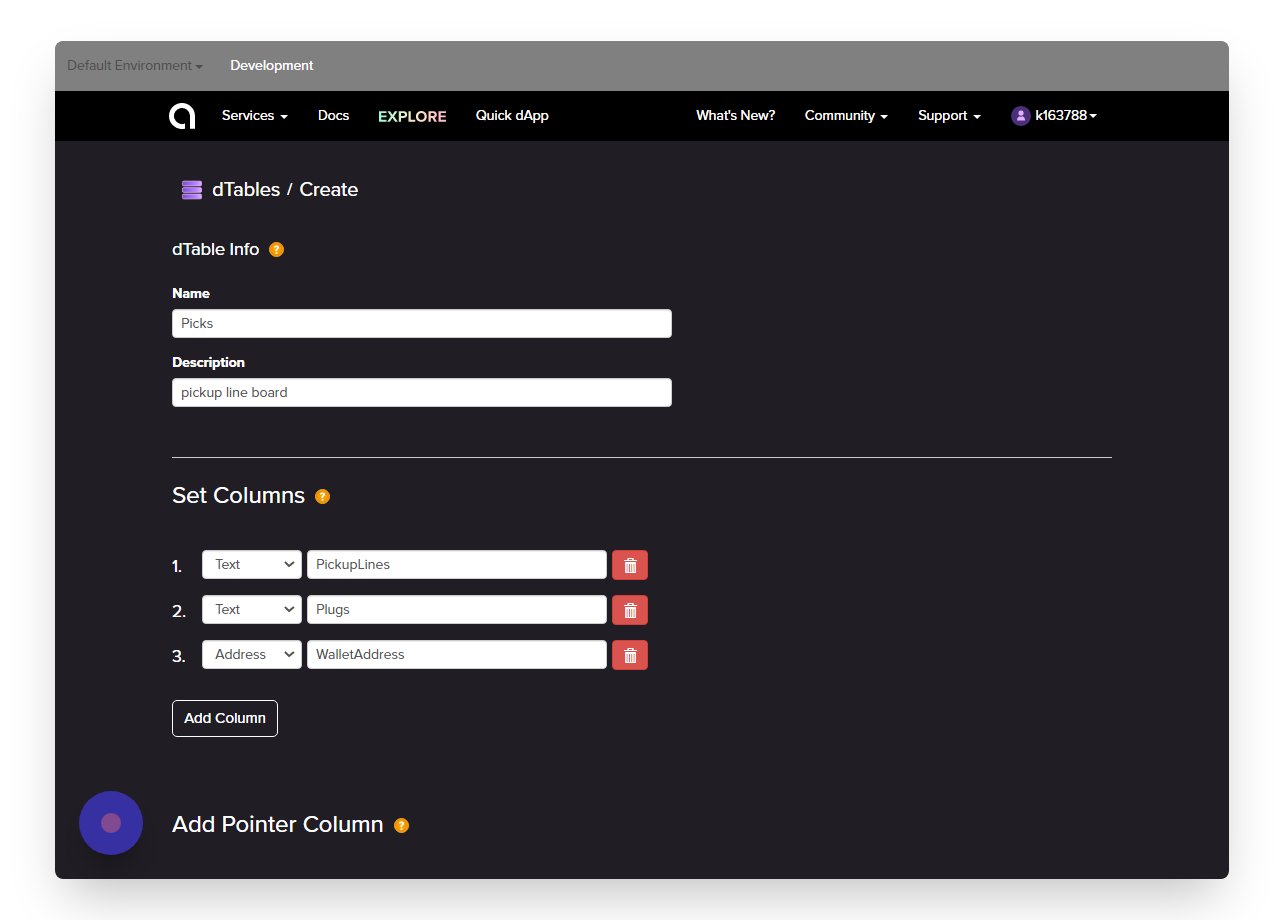 Default Environment Development
Services Docs EXPLORE Quick dApp What's New? Community Support k163788
dTables / Create
dTable Info ?
Name
Picks
Description
pickup line board
Set Columns ?
1. Text PickupLines
2. Text Plugs
3. Address WalletAddress
Add Column
Add Pointer Column ?